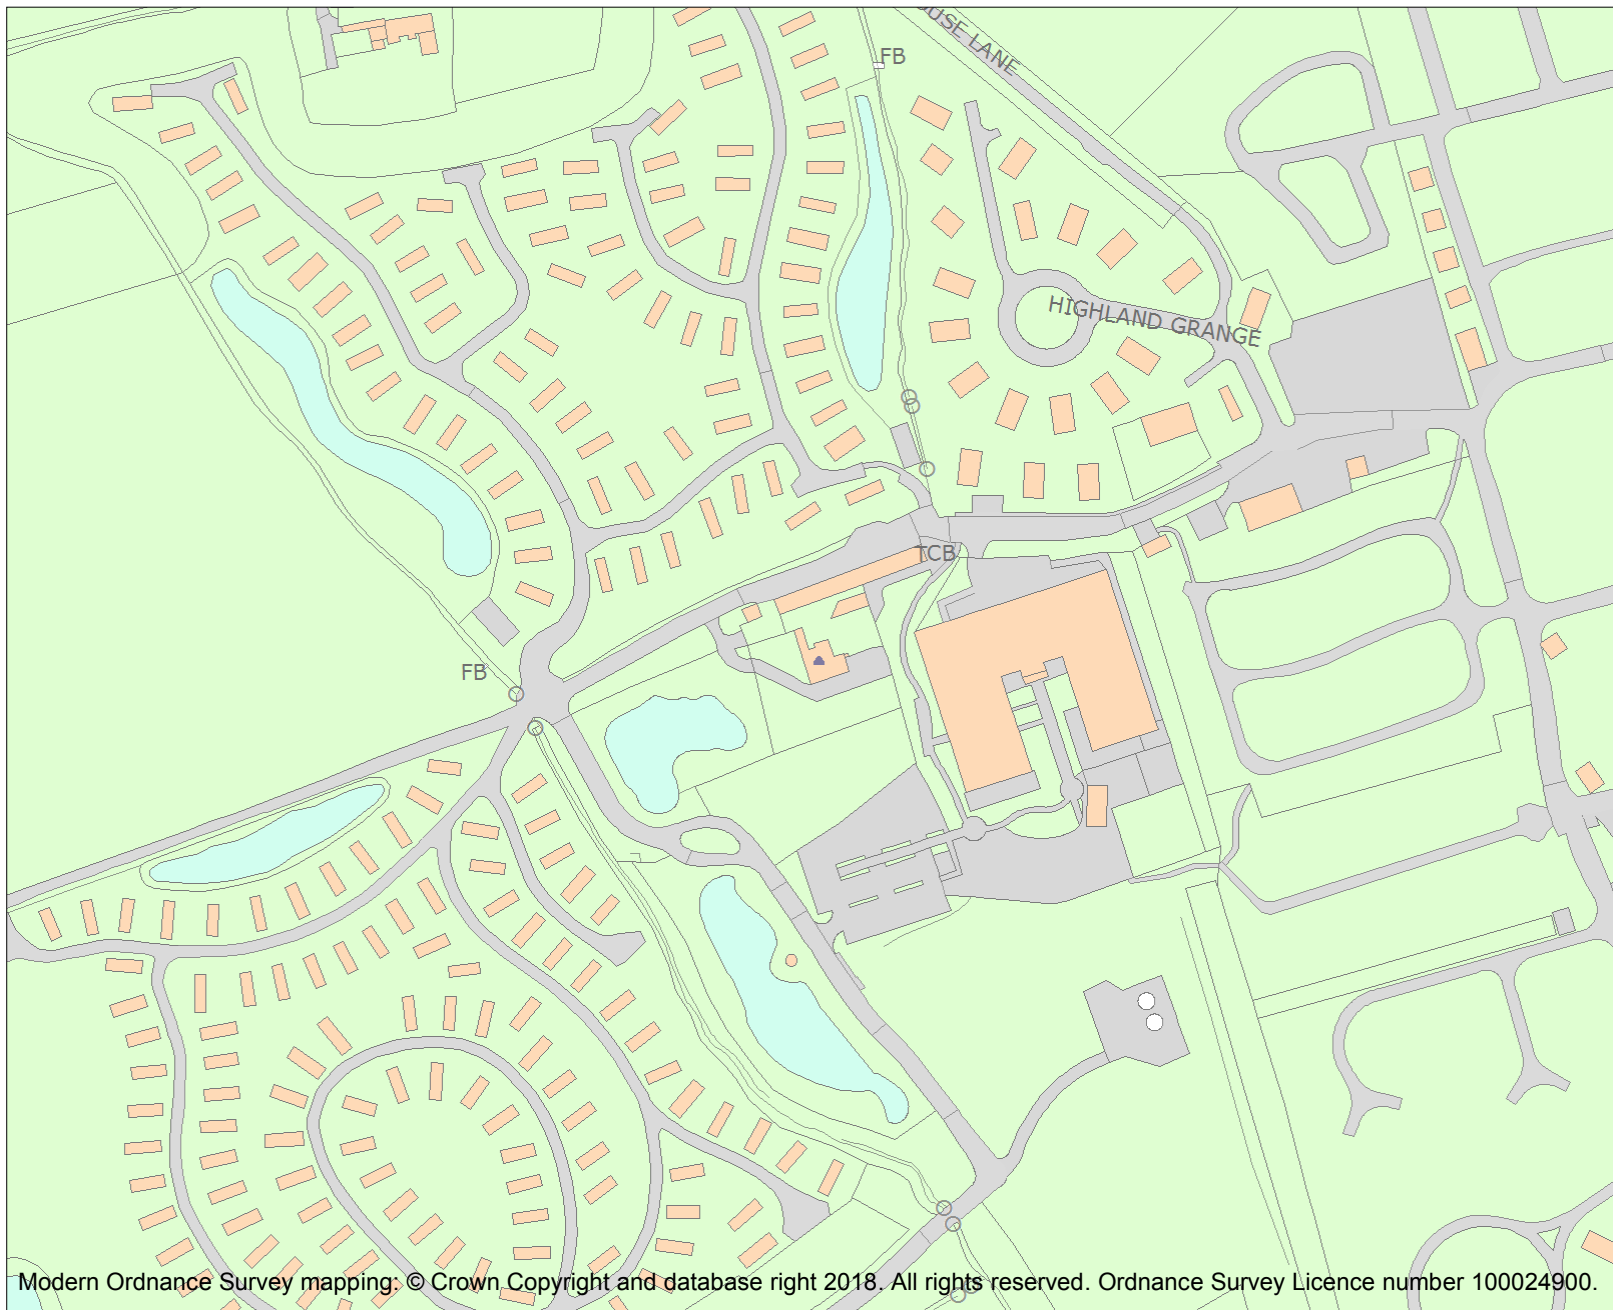 OUSE LANE
FB
HIGHLAND GRANGE
TCB
FB
Modern Ordnance Survey mapping: © Crown Copyright and database right 2018. All rights reserved. Ordnance Survey Licence number 100024900.